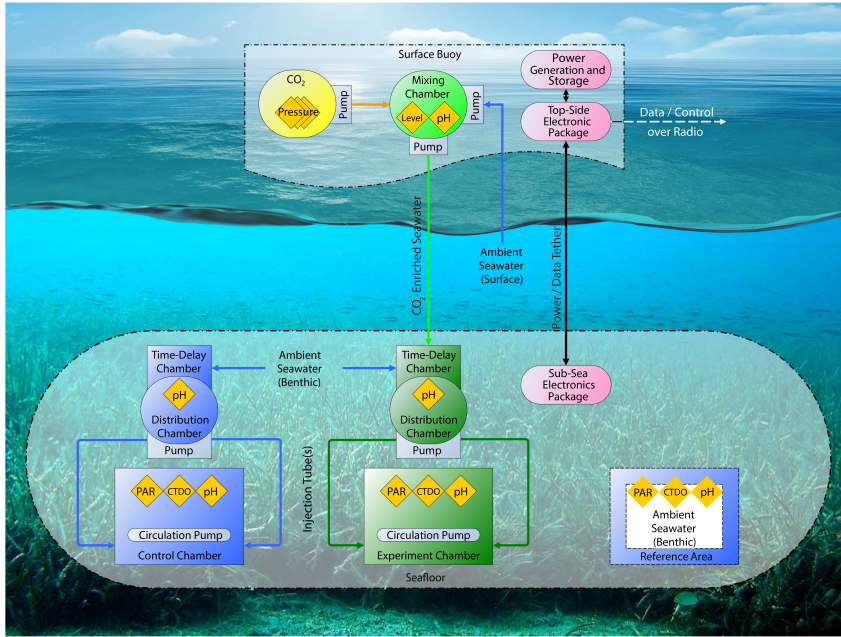 Surface Buoy
CO2
Pressure
Pump
Mixing
Chamber
Level
pH
Pump
Pump
Power
Generation and
Storage
Top-Side
Electronic
Package
Data / Control
over Radio
CO2-Enriched Seawater
Ambient
Seawater
(Surface)
Power / Data Tether
Time-Delay
Chamber
pH
Distribution
Chamber
Pump
Ambient
Seawater
(Benthic)
Time-Delay
Chamber
pH
Distribution
Chamber
Pump
Sub-Sea
Electronics
Package
Injection Tube(s)
PAR
CTDO
pH
Circulation Pump
Control Chamber
PAR
CTDO
pH
Circulation Pump
Experiment Chamber
PAR
CTDO
pH
Ambient
Seawater
(Benthic)
Reference Area
Seafloor